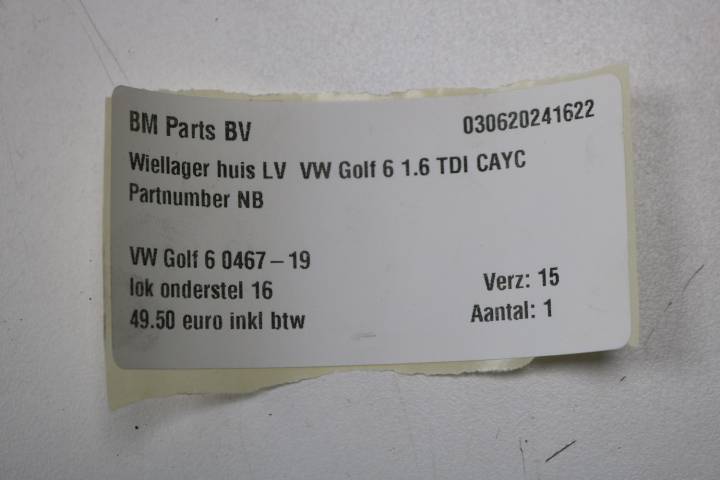 BM Parts BV 030620241622
Wiellager huis LV VW Golf 6 1.6 TDI CAYC
Partnumber NB
VW Golf 6 0467-19
lok onderstel 16 Verz: 15
49.50 euro inkl btw Aantal: 1